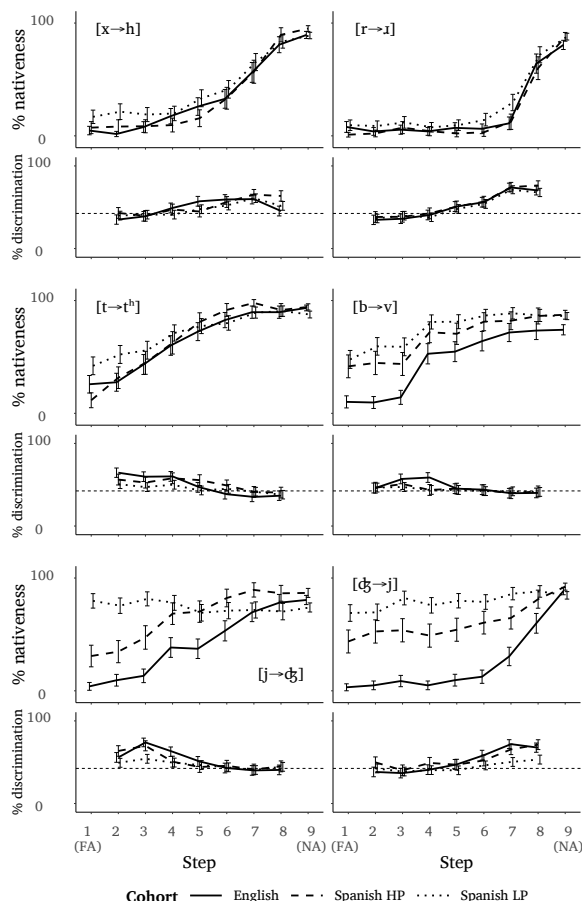 100
[x→h]
[r→ɹ]
% nativeness
0
100
% discrimination
0
100
[t→tʰ]
[b→v]
% nativeness
0
100
% discrimination
0
100
[j→ʤ]
[ʤ→j]
% nativeness
0
100
% discrimination
0
1 2 3 4 5 6 7 8 9 1 2 3 4 5 6 7 8 9
(FA) (NA) (FA) (NA)
Step Step
Cohort English Spanish HP Spanish LP